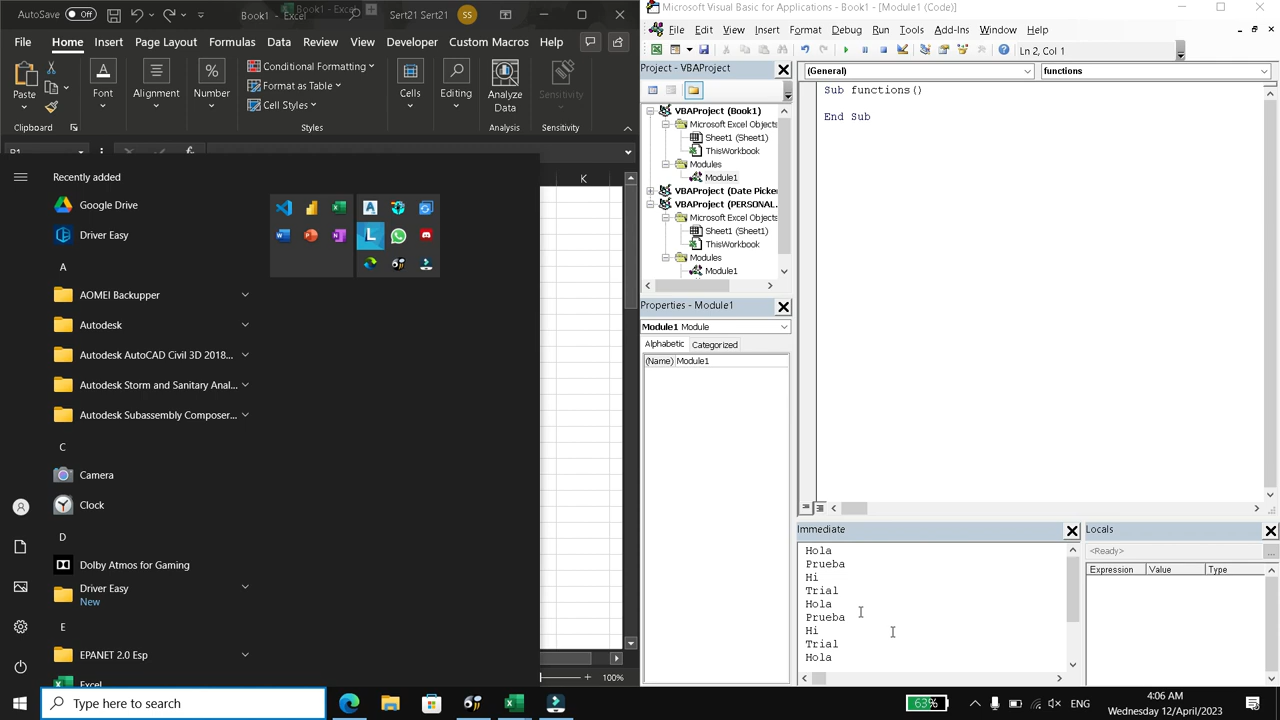 AutoSave Off Book1 - Excel Book1 - Excel Sert21 Sert21 SS
File Home Insert Page Layout Formulas Data Review Developer Custom Macros Help
Paste Font Alignment Number Conditional Formatting Format as Table Cell Styles Cells Editing Analyze Data Sensitivity
Clipboard Styles Analysis Sensitivity
K
Recently added
Google Drive
Driver Easy
A
AOMEI Backupper
Autodesk
Autodesk AutoCAD Civil 3D 2018...
Autodesk Storm and Sanitary Anal...
Autodesk Subassembly Composer...
C
Camera
Clock
D
Dolby Atmos for Gaming
Driver Easy
New
E
EPANET 2.0 Esp
Excel
100%
Microsoft Visual Basic for Applications - Book1 - [Module1 (Code)]
File Edit View Insert Format Debug Run Tools Add-Ins Window Help
Ln 2, Col 1
Project - VBAProject
VBAProject (Book1)
Microsoft Excel Objects
Sheet1 (Sheet1)
ThisWorkbook
Modules
Module1
VBAProject (Date Picke
VBAProject (PERSONAL.
Microsoft Excel Objects
Sheet1 (Sheet1)
ThisWorkbook
Modules
Module1
Properties - Module1
Module1 Module
Alphabetic Categorized
(Name) Module1
(General) functions
Sub functions()
End Sub
Immediate
Hola
Prueba
Hi
Trial
Hola
Prueba
Hi
Trial
Hola
Locals
<Ready>
Expression Value Type
Type here to search
63% ENG 4:06 AM
Wednesday 12/April/2023